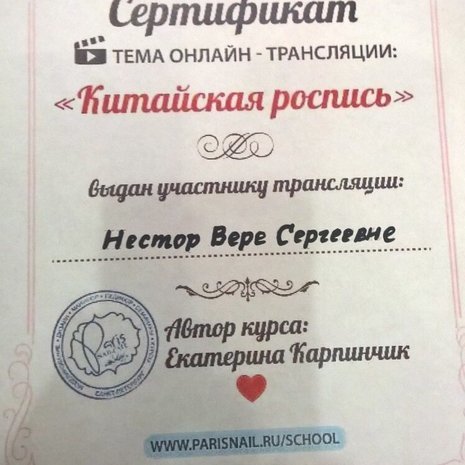 Сертификат
ТЕМА ОНЛАЙН - ТРАНСЛЯЦИИ:
«Китайская роспись»
выдан участнику трансляции:
Нестор Вере Сергеевне
Автор курса:
Екатерина Карпинчик
WWW.PARISNAIL.RU/SCHOOL